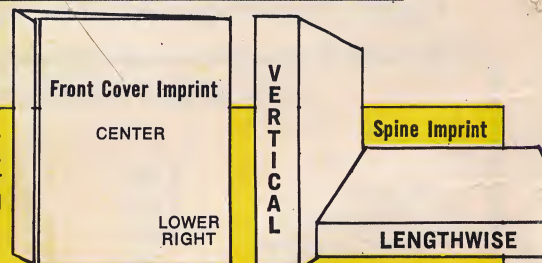 Front Cover Imprint
CENTER
LOWER
RIGHT
VERTICAL
Spine Imprint
LENGTHWISE